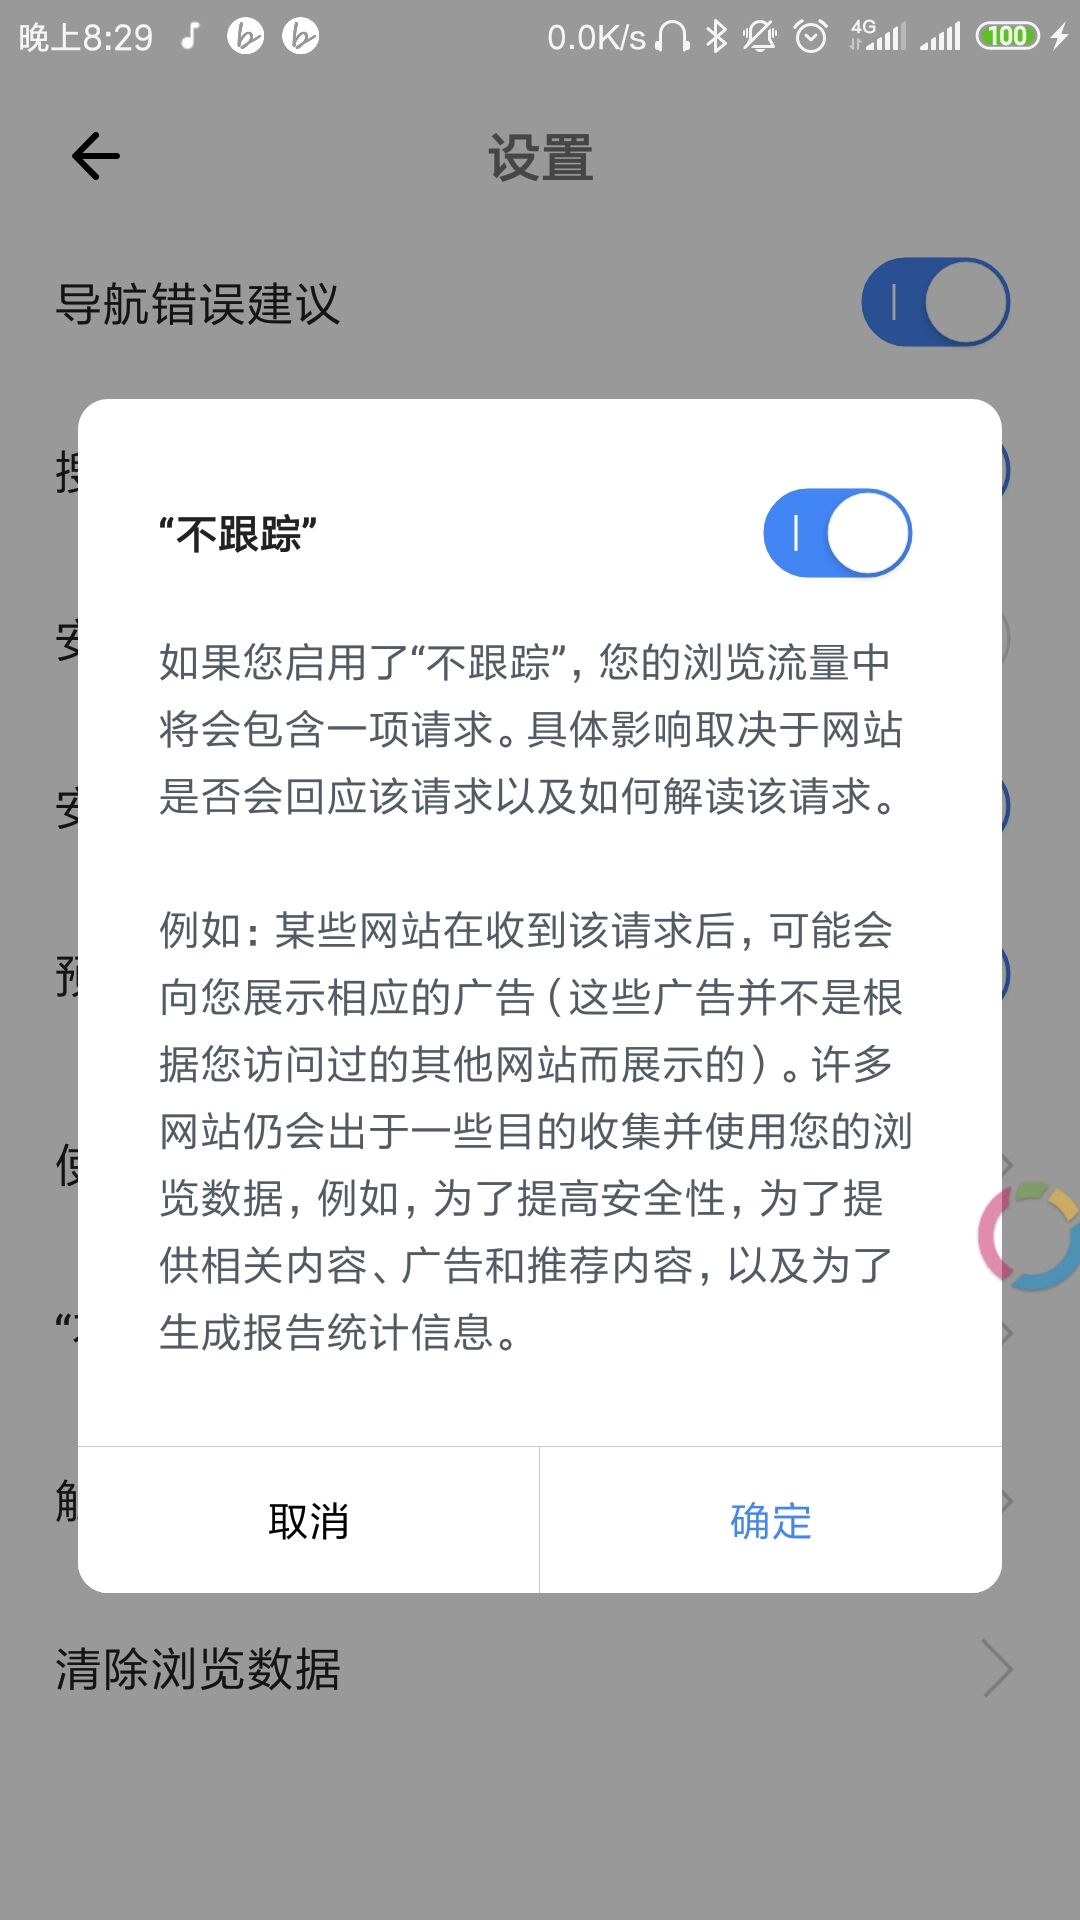 晚上8:29
0.0K/s
4G
100
设置
导航错误建议
“不跟踪”
如果您启用了“不跟踪”，您的浏览流量中
将会包含一项请求。具体影响取决于网站
是否会回应该请求以及如何解读该请求。
例如：某些网站在收到该请求后，可能会
向您展示相应的广告（这些广告并不是根
据您访问过的其他网站而展示的）。许多
网站仍会出于一些目的收集并使用您的浏
览数据，例如，为了提高安全性，为了提
供相关内容、广告和推荐内容，以及为了
生成报告统计信息。
取消
确定
清除浏览数据